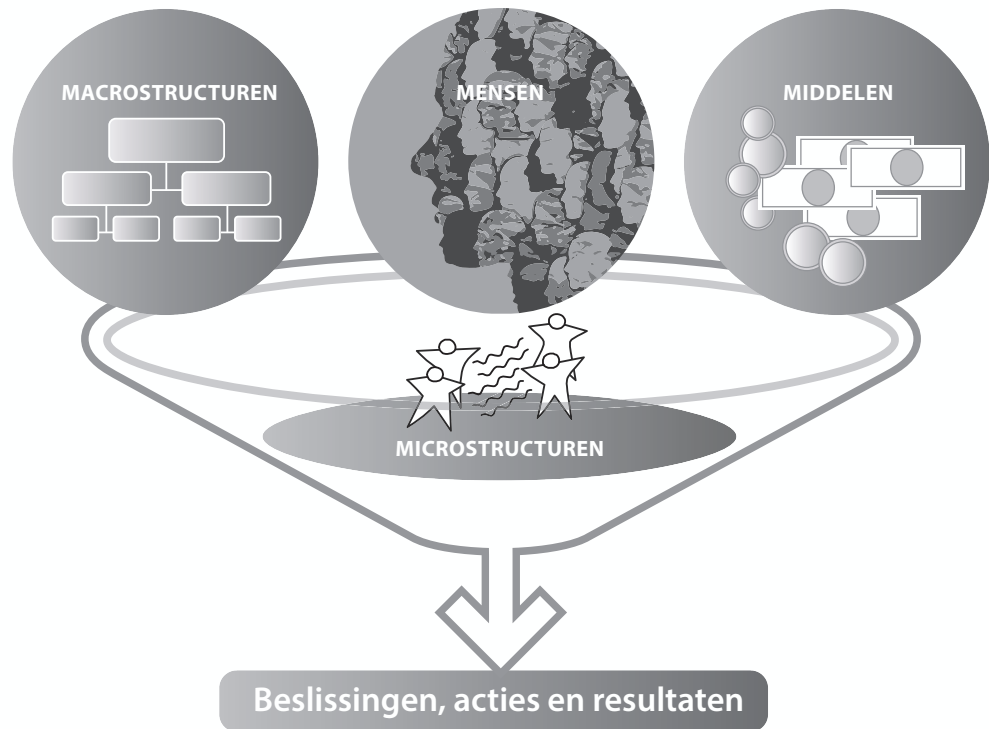 MACROSTRUCTUREN
MENSEN
MIDDELEN
MICROSTRUCTUREN
Beslissingen, acties en resultaten